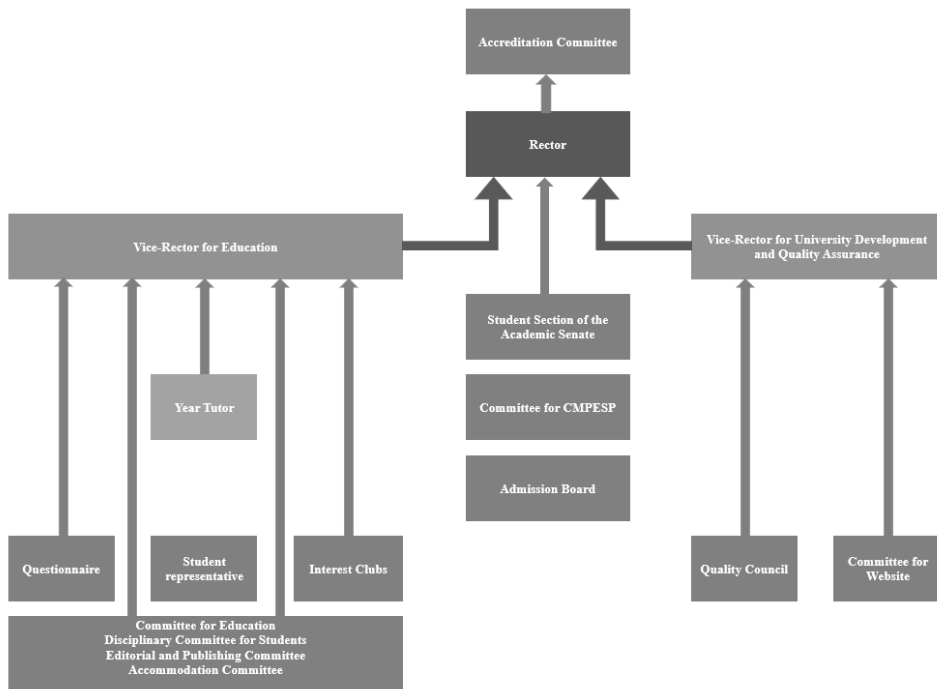 Accreditation Committee
Rector
Vice-Rector for Education
Vice-Rector for University Development
and Quality Assurance
Student Section of the
Academic Senate
Year Tutor
Committee for CMPESP
Admission Board
Questionnaire
Student
representative
Interest Clubs
Quality Council
Committee for
Website
Committee for Education
Disciplinary Committee for Students
Editorial and Publishing Committee
Accommodation Committee